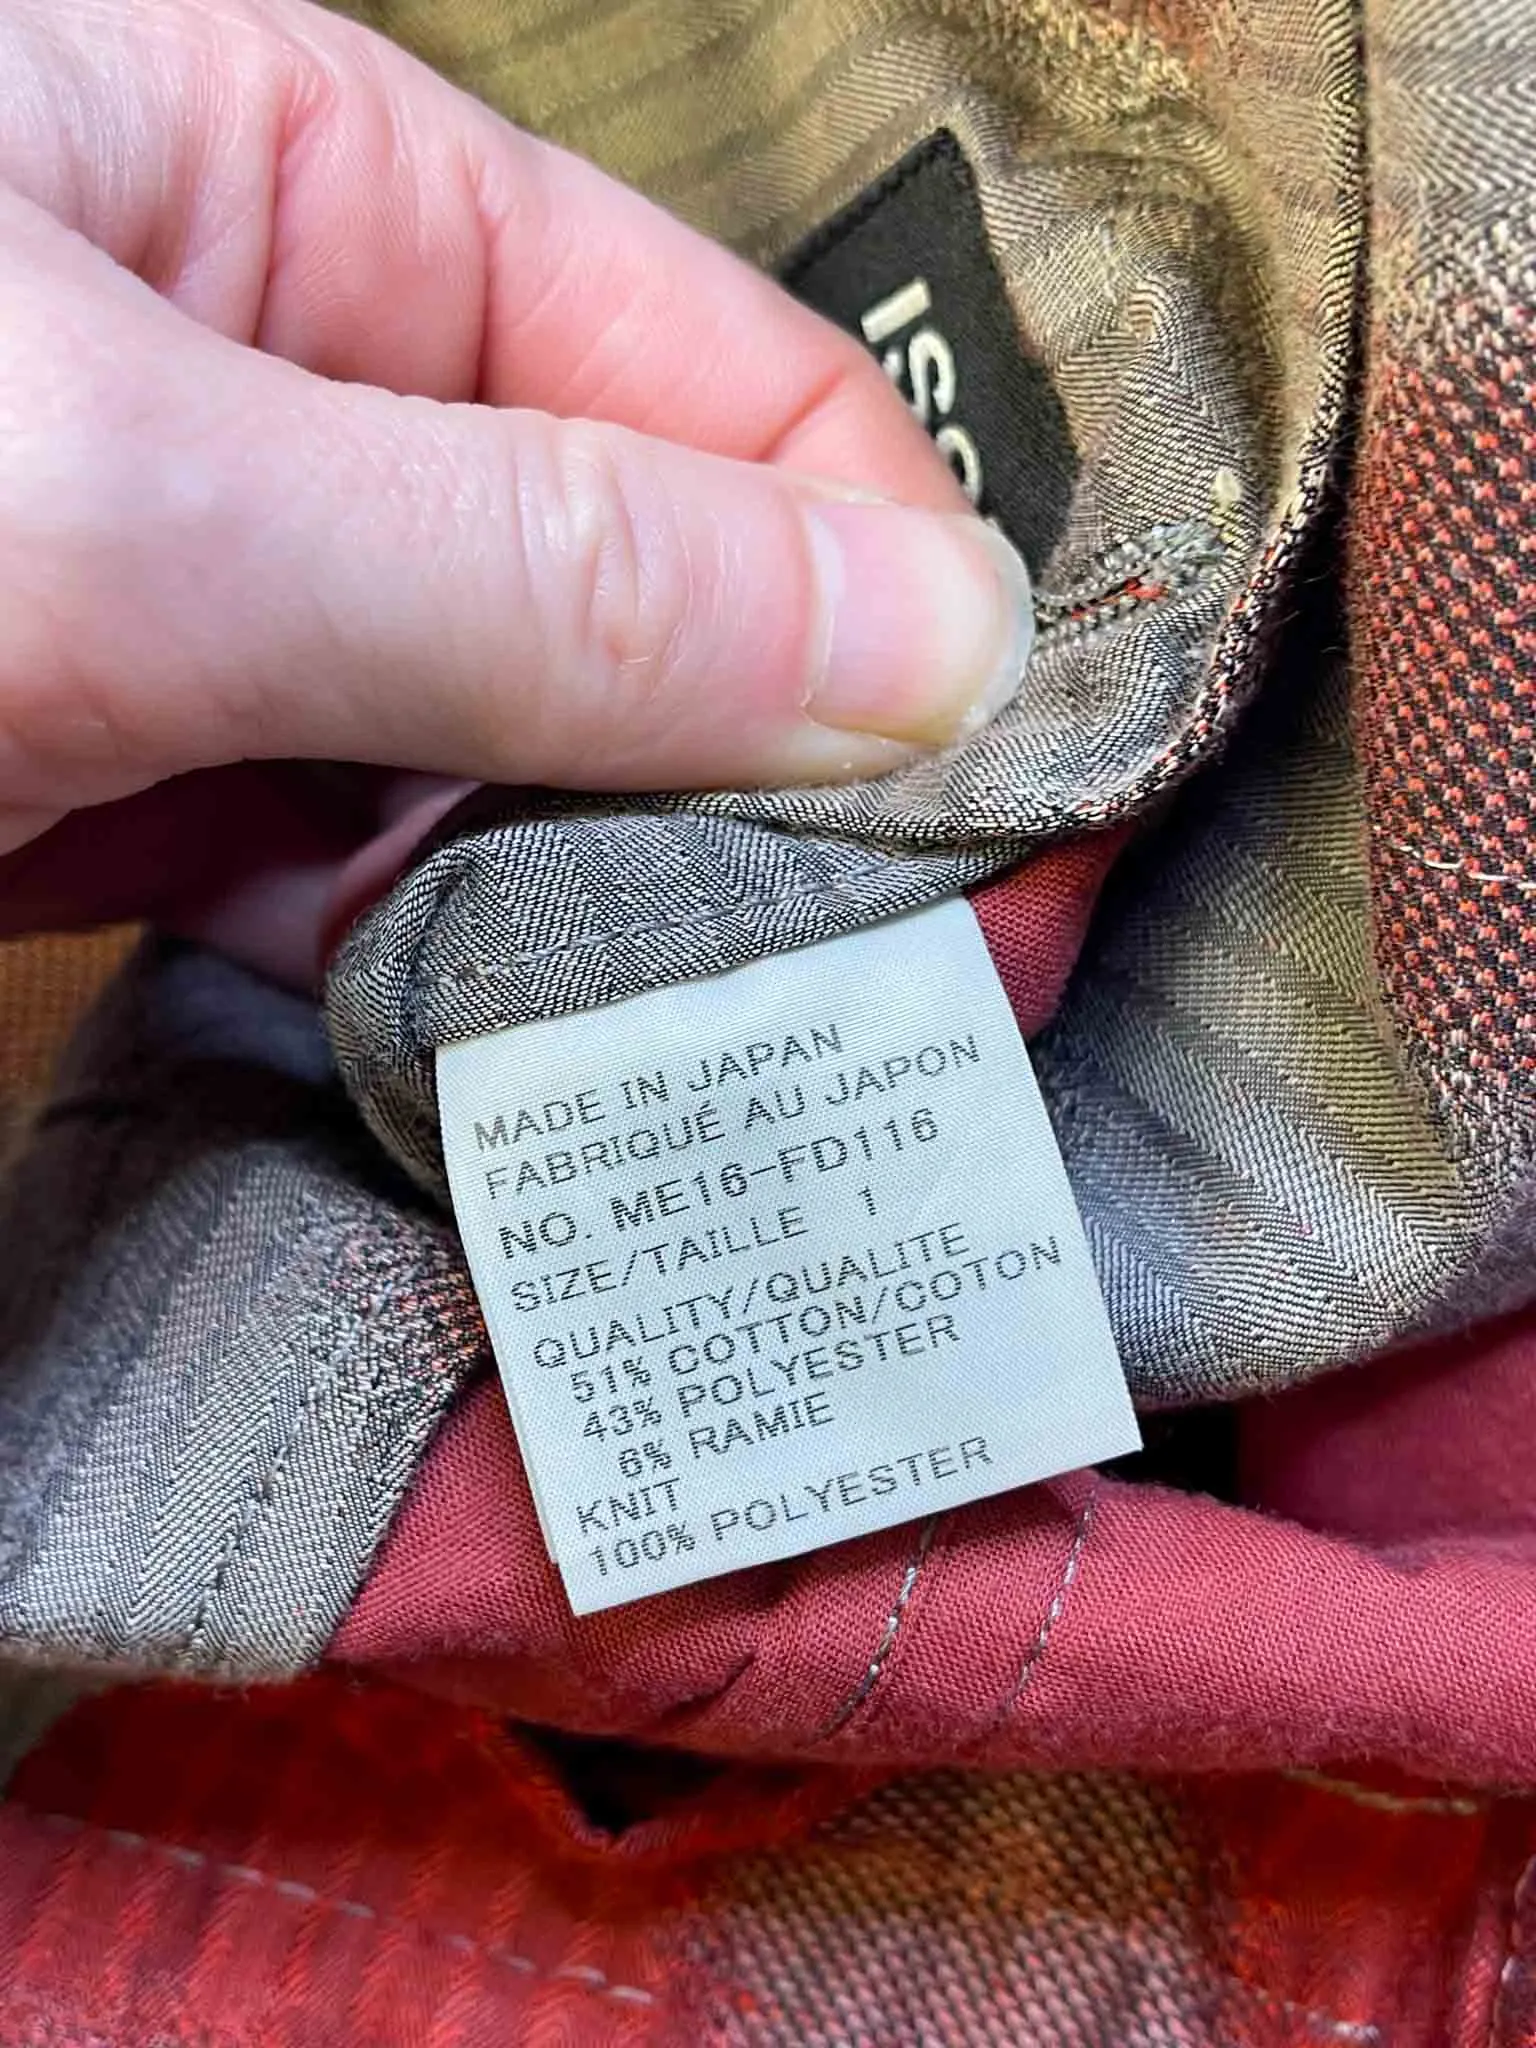 MADE IN JAPAN
FABRIQUÉ AU JAPON
NO. ME16-FD116
SIZE/TAILLE 1
QUALITY/QUALITE
51% COTTON/COTON
43% POLYESTER
6% RAMIE
KNIT
100% POLYESTER